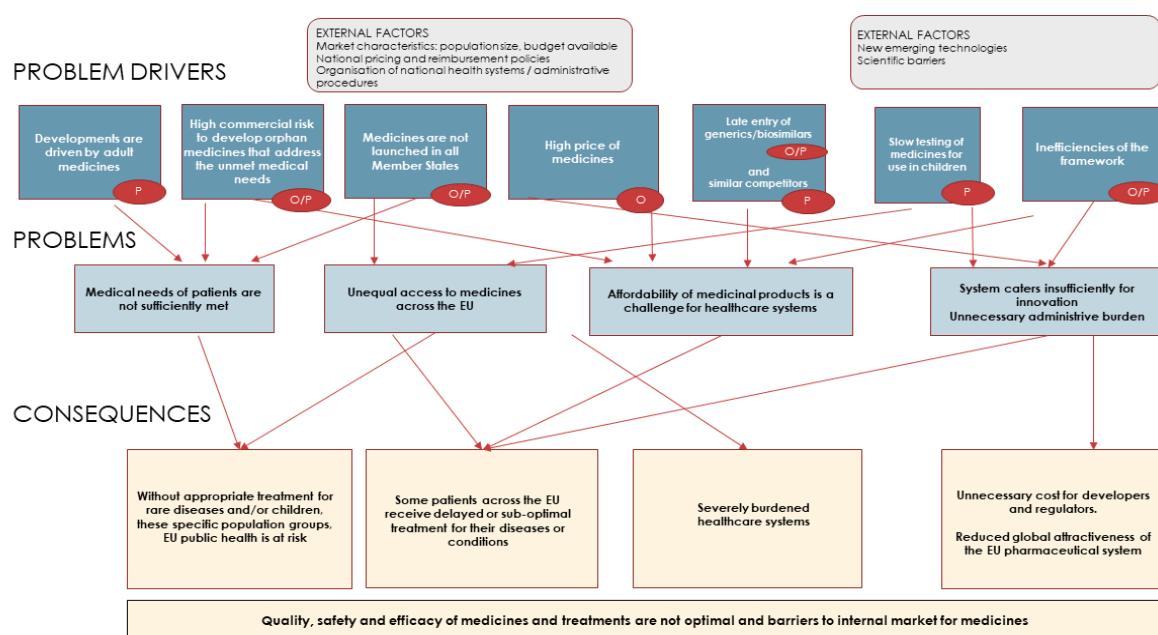 EXTERNAL FACTORS
Market characteristics: population size, budget available
National pricing and reimbursement policies
Organisation of national health systems / administrative
procedures
EXTERNAL FACTORS
New emerging technologies
Scientific barriers
PROBLEM DRIVERS
Developments are
driven by adult
medicines
P
High commercial risk
to develop orphan
medicines that address
the unmet medical
needs
O/P
Medicines are not
launched in all
Member States
O/P
High price of
medicines
O
Late entry of
generics/biosimilars
O/P
and
similar competitors
P
Slow testing of
medicines for
use in children
P
Inefficiencies of the
framework
O/P
PROBLEMS
Medical needs of patients are
not sufficiently met
Unequal access to medicines
across the EU
Affordability of medicinal products is a
challenge for healthcare systems
System caters insufficiently for
innovation
Unnecessary administrive burden
CONSEQUENCES
Without appropriate treatment for
rare diseases and/or children,
these specific population groups,
EU public health is at risk
Some patients across the EU
receive delayed or sub-optimal
treatment for their diseases or
conditions
Severely burdened
healthcare systems
Unnecessary cost for developers
and regulators.
Reduced global attractiveness of
the EU pharmaceutical system
Quality, safety and efficacy of medicines and treatments are not optimal and barriers to internal market for medicines